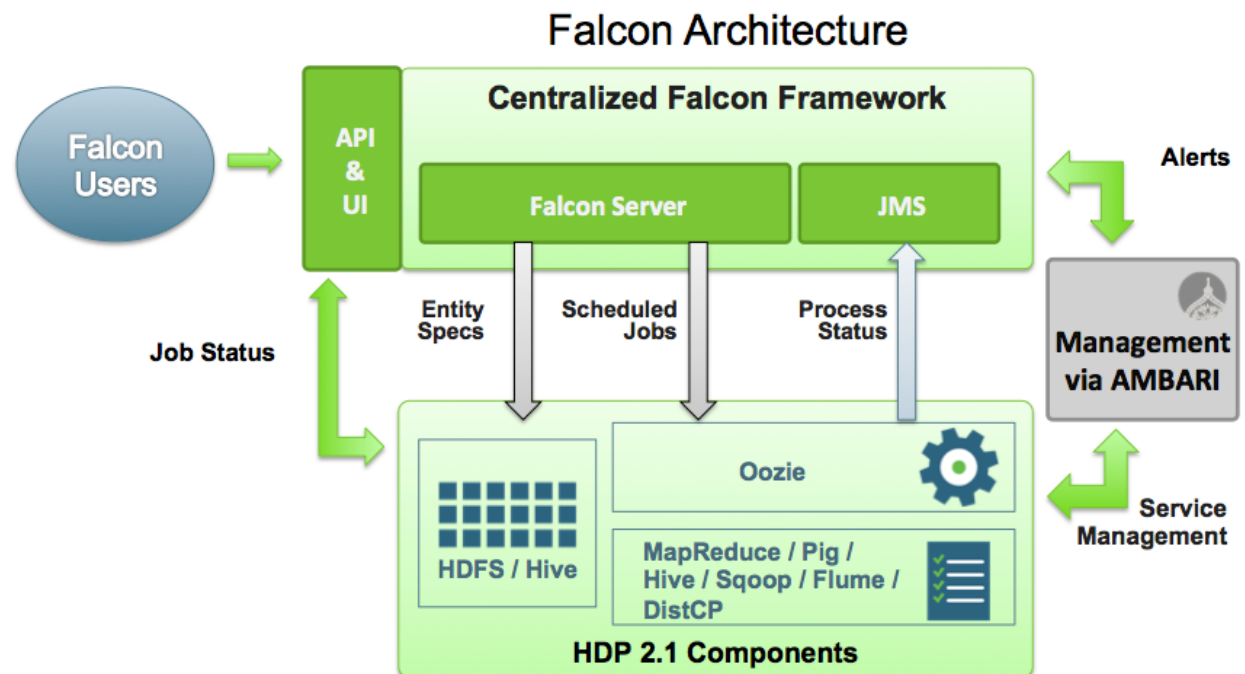 Falcon Architecture
Centralized Falcon Framework
Falcon
Users
API
&
UI
Falcon Server
JMS
Alerts
Entity
Specs
Scheduled
Jobs
Process
Status
Job Status
Management
via AMBARI
Oozie
HDFS / Hive
MapReduce / Pig /
Hive / Sqoop / Flume /
DistCP
Service
Management
HDP 2.1 Components